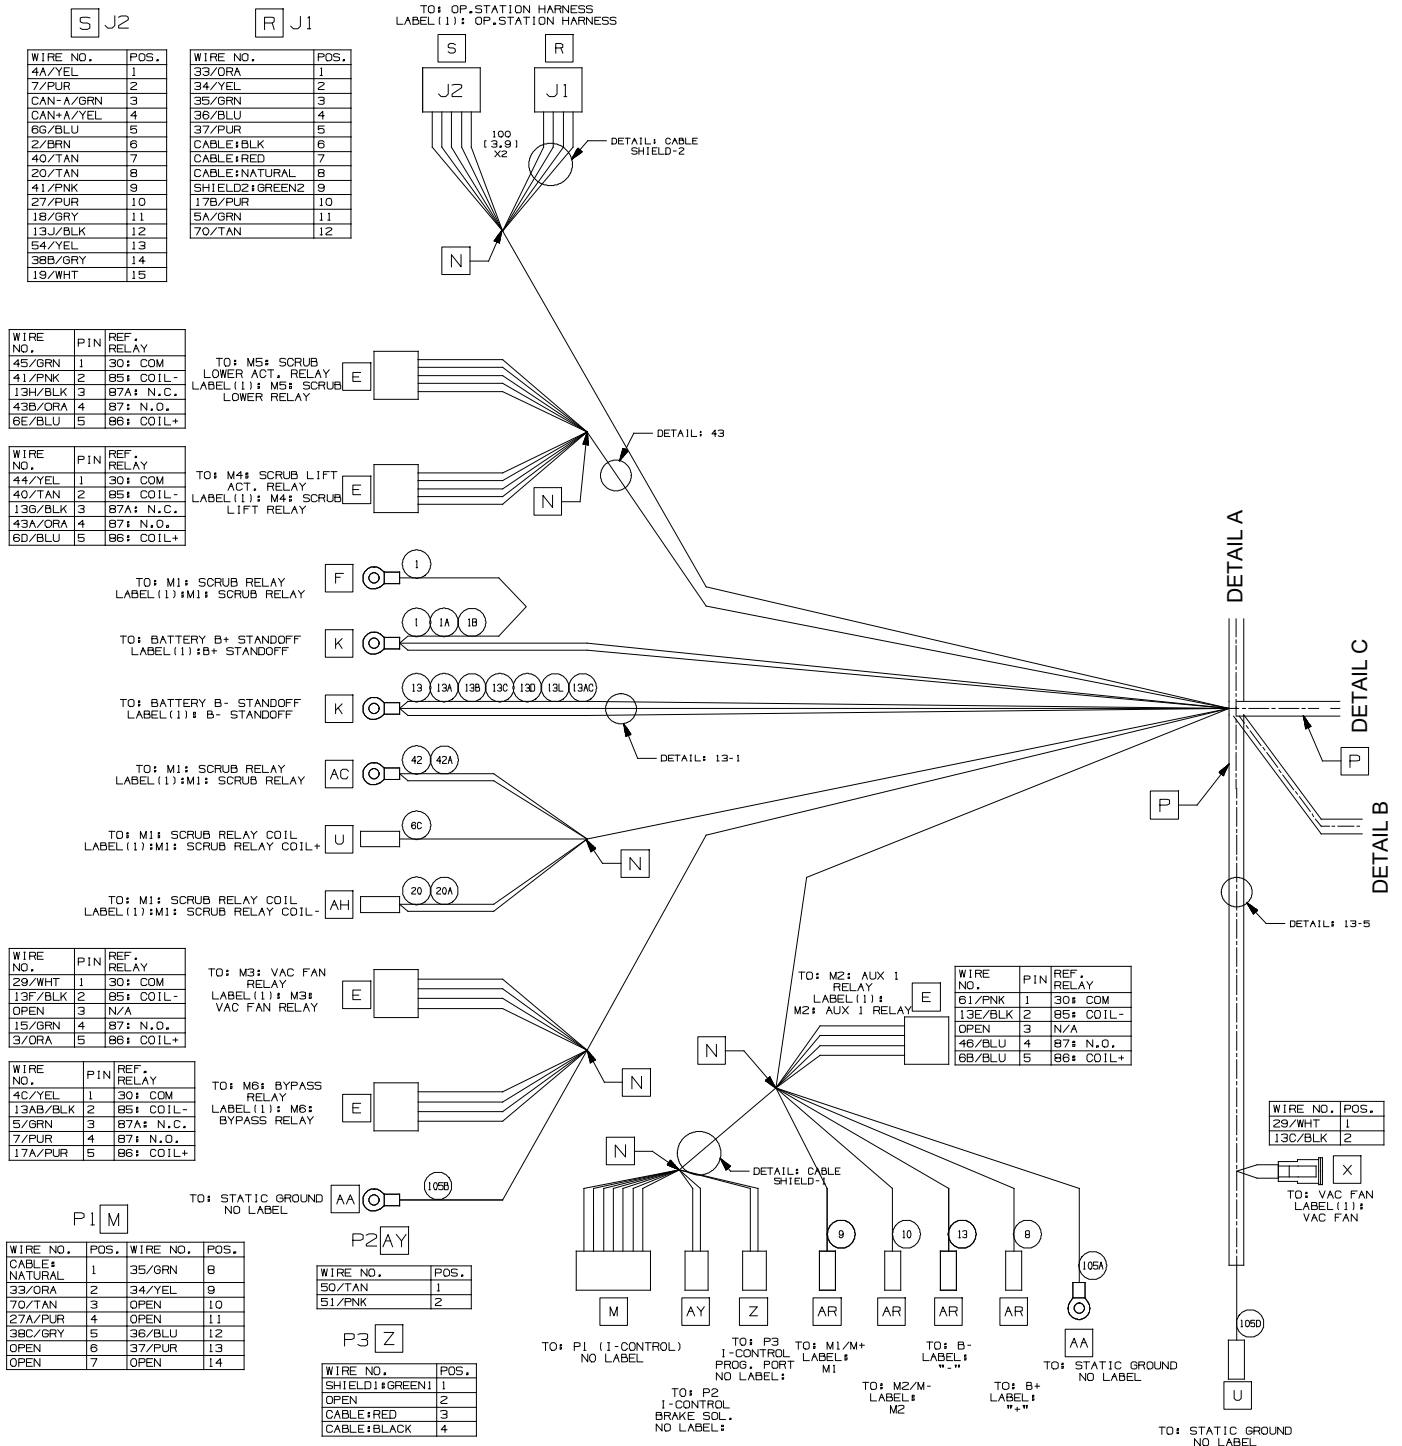 S J2
R J1
TO: OP.STATION HARNESS
LABEL(1): OP.STATION HARNESS
S
R
J2
J1
WIRE NO. POS.
4A/YEL 1
7/PUR 2
CAN-A/GRN 3
CAN+A/YEL 4
6G/BLU 5
2/BRN 6
40/TAN 7
20/TAN 8
41/PNK 9
27/PUR 10
18/GRY 11
13J/BLK 12
54/YEL 13
38B/GRY 14
19/WHT 15
WIRE NO. POS.
33/ORA 1
34/YEL 2
35/GRN 3
36/BLU 4
37/PUR 5
CABLE:BLK 6
CABLE:RED 7
CABLE:NATURAL 8
SHIELD2:GREEN2 9
17B/PUR 10
5A/GRN 11
70/TAN 12
100
[3.9]
X2
DETAIL: CABLE
SHIELD-2
N
WIRE NO. PIN REF. RELAY
45/GRN 1 30: COM
41/PNK 2 85: COIL-
13H/BLK 3 87A: N.C.
43B/ORA 4 87: N.O.
6E/BLU 5 86: COIL+
TO: M5: SCRUB
LOWER ACT. RELAY
LABEL(1): M5: SCRUB
LOWER RELAY
E
DETAIL: 43
WIRE NO. PIN REF. RELAY
44/YEL 1 30: COM
40/TAN 2 85: COIL-
13G/BLK 3 87A: N.C.
43A/ORA 4 87: N.O.
6D/BLU 5 86: COIL+
TO: M4: SCRUB LIFT
ACT. RELAY
LABEL(1): M4: SCRUB
LIFT RELAY
E
N
TO: M1: SCRUB RELAY
LABEL(1):M1: SCRUB RELAY
F
1
TO: BATTERY B+ STANDOFF
LABEL(1):B+ STANDOFF
K
1 1A 1B
TO: BATTERY B- STANDOFF
LABEL(1): B- STANDOFF
K
13 13A 13B 13C 13D 13L 13AC
DETAIL: 13-1
TO: M1: SCRUB RELAY
LABEL(1):M1: SCRUB RELAY
AC
42 42A
TO: M1: SCRUB RELAY COIL
LABEL(1):M1: SCRUB RELAY COIL+
U
6C
N
TO: M1: SCRUB RELAY COIL
LABEL(1):M1: SCRUB RELAY COIL-
AH
20 20A
DETAIL A
DETAIL C
DETAIL B
P
P
DETAIL: 13-5
WIRE NO. PIN REF. RELAY
29/WHT 1 30: COM
13F/BLK 2 85: COIL-
OPEN 3 N/A
15/GRN 4 87: N.O.
3/ORA 5 86: COIL+
TO: M3: VAC FAN
RELAY
LABEL(1): M3:
VAC FAN RELAY
E
WIRE NO. PIN REF. RELAY
4C/YEL 1 30: COM
13AB/BLK 2 85: COIL-
5/GRN 3 87A: N.C.
7/PUR 4 87: N.O.
17A/PUR 5 86: COIL+
TO: M6: BYPASS
RELAY
LABEL(1): M6:
BYPASS RELAY
E
N
TO: M2: AUX 1
RELAY
LABEL(1):
M2: AUX 1 RELAY
E
WIRE NO. PIN REF. RELAY
61/PNK 1 30: COM
13E/BLK 2 85: COIL-
OPEN 3 N/A
46/BLU 4 87: N.O.
6B/BLU 5 86: COIL+
N
WIRE NO. POS.
29/WHT 1
13C/BLK 2
X
TO: VAC FAN
LABEL(1):
VAC FAN
TO: STATIC GROUND
NO LABEL
AA
105B
N
DETAIL: CABLE
SHIELD-1
P1 M
WIRE NO. POS. WIRE NO. POS.
CABLE: NATURAL 1 35/GRN 8
33/ORA 2 34/YEL 9
70/TAN 3 OPEN 10
27A/PUR 4 OPEN 11
38C/GRY 5 36/BLU 12
OPEN 6 37/PUR 13
OPEN 7 OPEN 14
P2 AY
WIRE NO. POS.
50/TAN 1
51/PNK 2
P3 Z
WIRE NO. POS.
SHIELD1:GREEN1 1
OPEN 2
CABLE:RED 3
CABLE:BLACK 4
9 10 13 8 105A
M AY Z AR AR AR AR AA
TO: P1 (I-CONTROL)
NO LABEL
TO: P2
I-CONTROL
BRAKE SOL.
NO LABEL:
TO: P3
I-CONTROL
PROG. PORT
NO LABEL:
TO: M1/M+
LABEL:
M1
TO: M2/M-
LABEL:
M2
TO: B-
LABEL:
"-"
TO: B+
LABEL:
"+"
TO: STATIC GROUND
NO LABEL
105D
U
TO: STATIC GROUND
NO LABEL